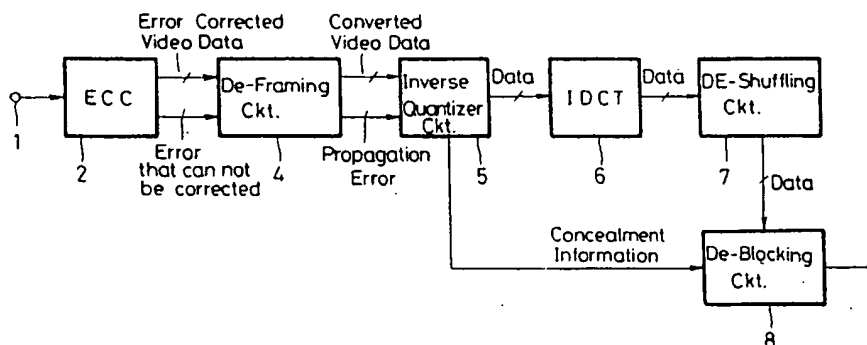 Error Corrected
Video Data
Converted
Video Data
ECC
De-Framing
Ckt.
Inverse
Quantizer
Ckt.
Data
IDCT
Data
DE-Shuffling
Ckt.
1
2
Error
that can not
be corrected
4
Propagation
Error
5
6
7
Data
Concealment
Information
De-Blocking
Ckt.
8